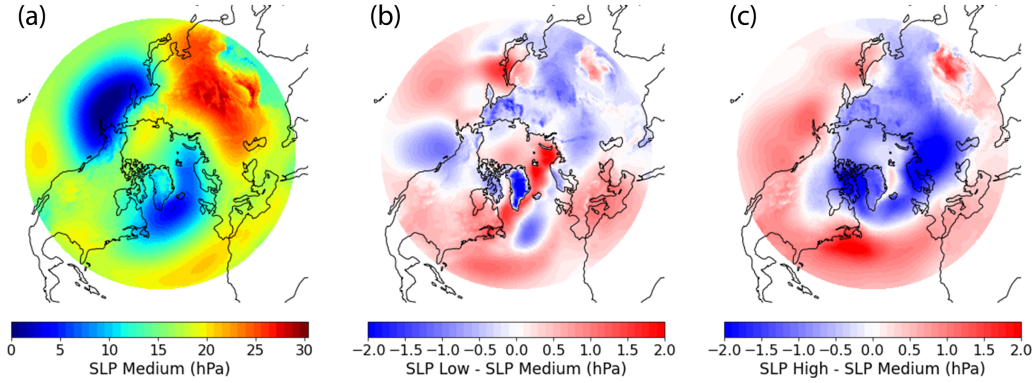 (a) (b) (c)
0 5 10 15 20 25 30
SLP Medium (hPa)
−2.0 −1.5 −1.0 −0.5 0.0 0.5 1.0 1.5 2.0
SLP Low - SLP Medium (hPa)
−2.0 −1.5 −1.0 −0.5 0.0 0.5 1.0 1.5 2.0
SLP High - SLP Medium (hPa)